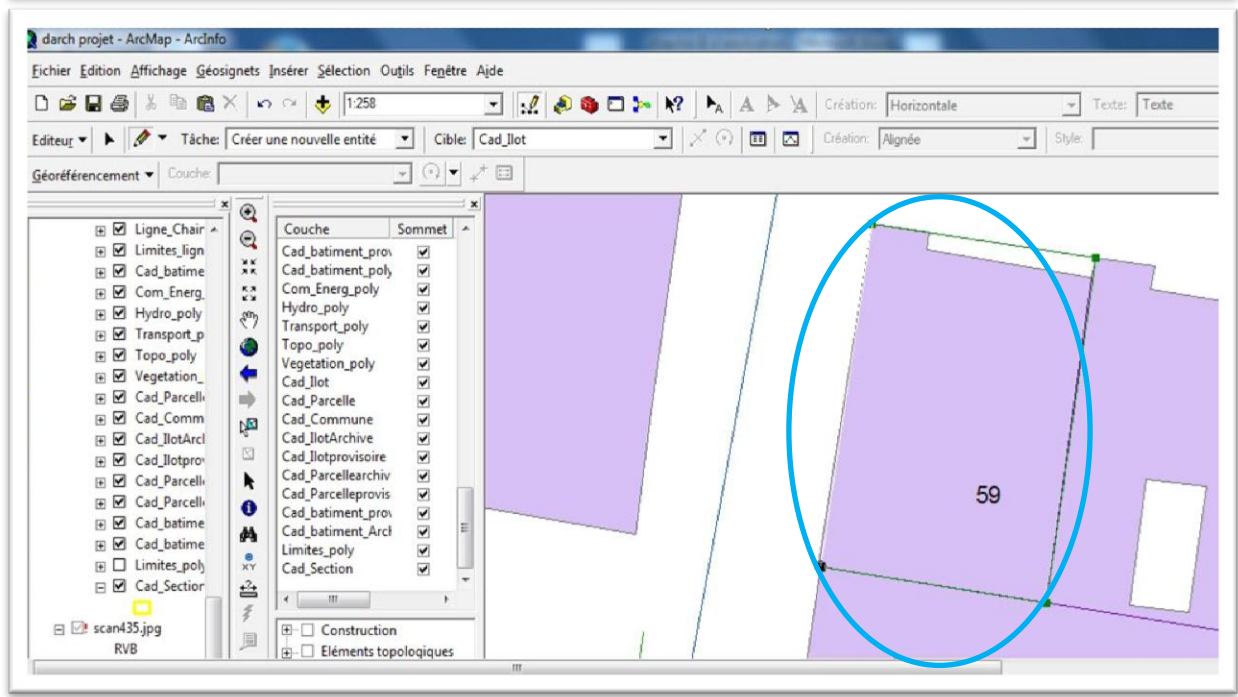 darch projet - ArcMap - ArcInfo
Fichier Edition Affichage Géosignets Insérer Sélection Outils Fenêtre Aide
1:258 Création: Horizontale Texte: Texte
Editeur Tâche: Créer une nouvelle entité Cible: Cad_Ilot Création: Alignée Style:
Géoréférencement Couche:
Ligne_Chair
Limites_lign
Cad_batime
Com_Energ_
Hydro_poly
Transport_p
Topo_poly
Vegetation_
Cad_Parcell
Cad_Comm
Cad_IlotArcl
Cad_Ilotpro
Cad_Parcell
Cad_Parcell
Cad_batime
Cad_batime
Limites_poly
Cad_Section
scan435.jpg
RVB
XY
Couche Sommet
Cad_batiment_prov
Cad_batiment_poly
Com_Energ_poly
Hydro_poly
Transport_poly
Topo_poly
Vegetation_poly
Cad_Ilot
Cad_Parcelle
Cad_Commune
Cad_IlotArchive
Cad_Ilotprovisoire
Cad_Parcellearchiv
Cad_Parcelleprovis
Cad_batiment_prov
Cad_batiment_Arch
Limites_poly
Cad_Section
Construction
Eléments topologiques
59